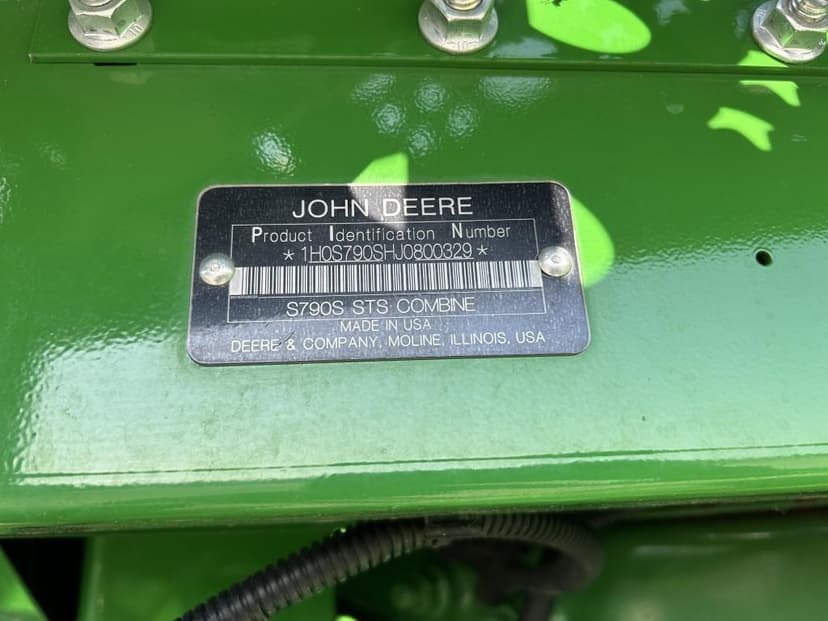 JOHN DEERE
Product Identification Number
*1H0S790SHJ0800329*
S790S STS COMBINE
MADE IN USA
DEERE & COMPANY, MOLINE, ILLINOIS, USA